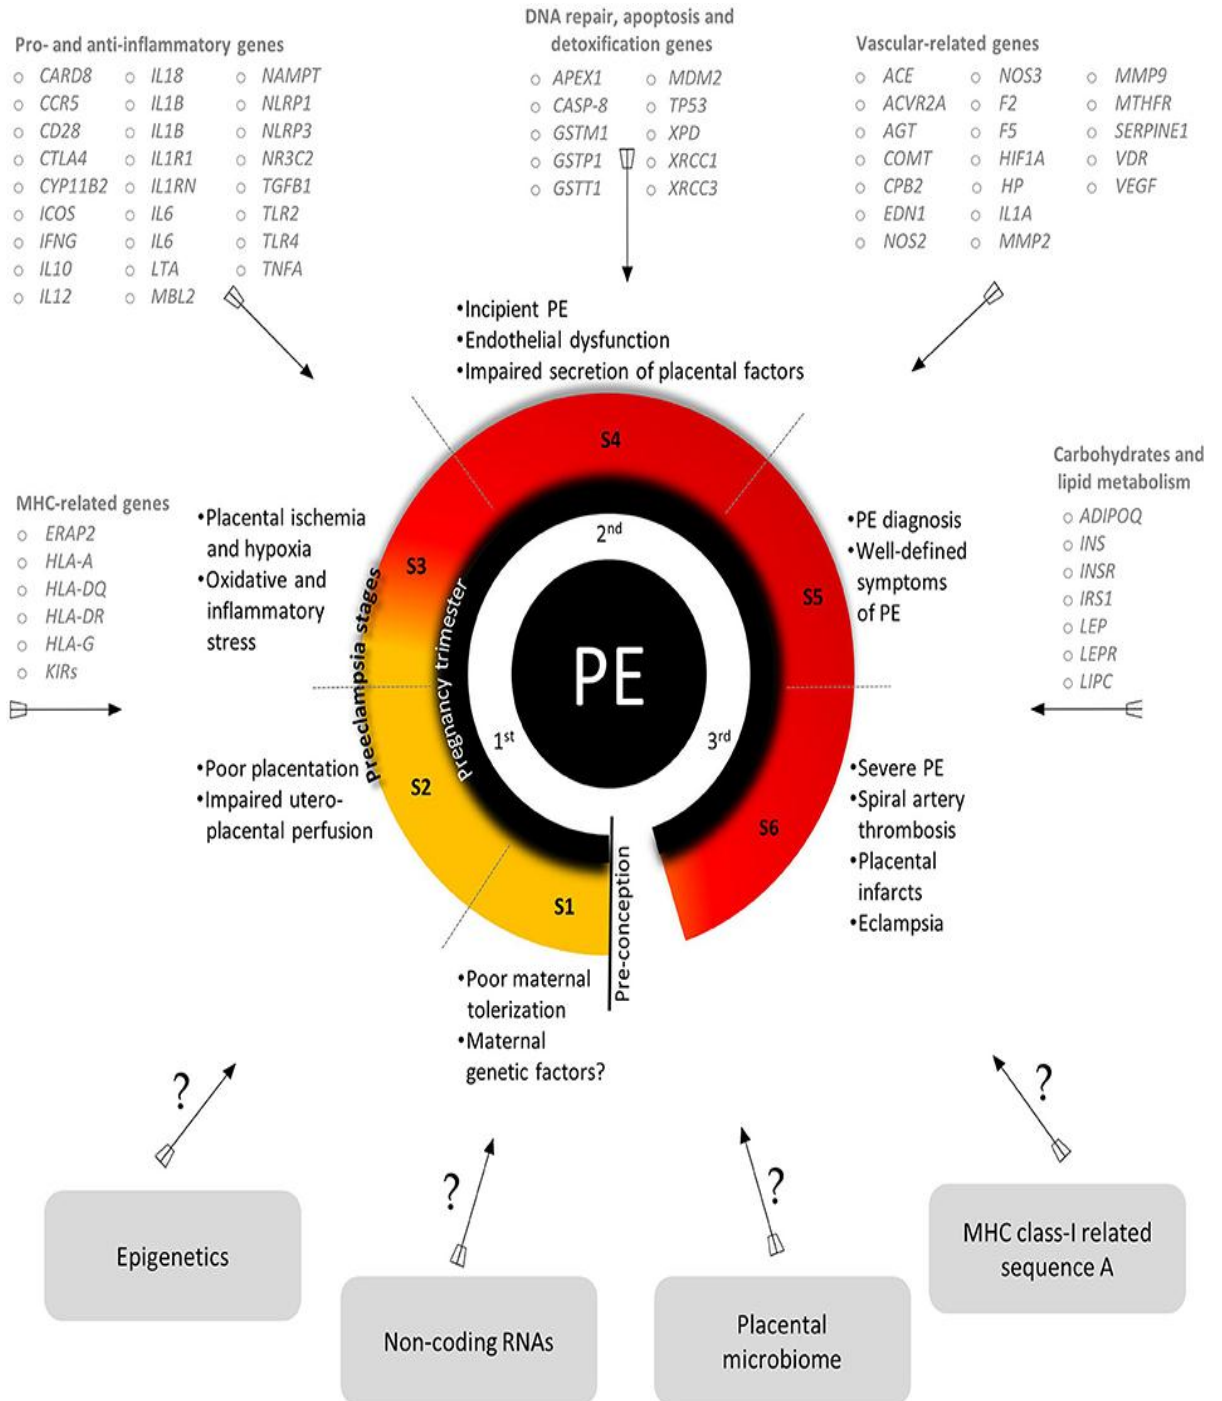 Pro- and anti-inflammatory genes
○ CARD8
○ CCR5
○ CD28
○ CTLA4
○ CYP11B2
○ ICOS
○ IFNG
○ IL10
○ IL12
○ IL18
○ IL1B
○ IL1B
○ IL1R1
○ IL1RN
○ IL6
○ IL6
○ LTA
○ MBL2
○ NAMPT
○ NLRP1
○ NLRP3
○ NR3C2
○ TGFB1
○ TLR2
○ TLR4
○ TNFA
DNA repair, apoptosis and
detoxification genes
○ APEX1
○ CASP-8
○ GSTM1
○ GSTP1
○ GSTT1
○ MDM2
○ TP53
○ XPD
○ XRCC1
○ XRCC3
Vascular-related genes
○ ACE
○ ACVR2A
○ AGT
○ COMT
○ CPB2
○ EDN1
○ NOS2
○ NOS3
○ F2
○ F5
○ HIF1A
○ HP
○ IL1A
○ MMP2
○ MMP9
○ MTHFR
○ SERPINE1
○ VDR
○ VEGF
•Incipient PE
•Endothelial dysfunction
•Impaired secretion of placental factors
MHC-related genes
○ ERAP2
○ HLA-A
○ HLA-DQ
○ HLA-DR
○ HLA-G
○ KIRs
•Placental ischemia
and hypoxia
•Oxidative and
inflammatory
stress
•Poor placentation
•Impaired utero-
placental perfusion
Preeclampsia stages
Pregnancy trimester
S4
S3
S5
S2
S6
S1
2nd
PE
1st
3rd
Pre-conception
•PE diagnosis
•Well-defined
symptoms
of PE
Carbohydrates and
lipid metabolism
○ ADIPOQ
○ INS
○ INSR
○ IRS1
○ LEP
○ LEPR
○ LIPC
•Severe PE
•Spiral artery
thrombosis
•Placental
infarcts
•Eclampsia
•Poor maternal
tolerization
•Maternal
genetic factors?
?
?
?
?
Epigenetics
Non-coding RNAs
Placental
microbiome
MHC class-I related
sequence A